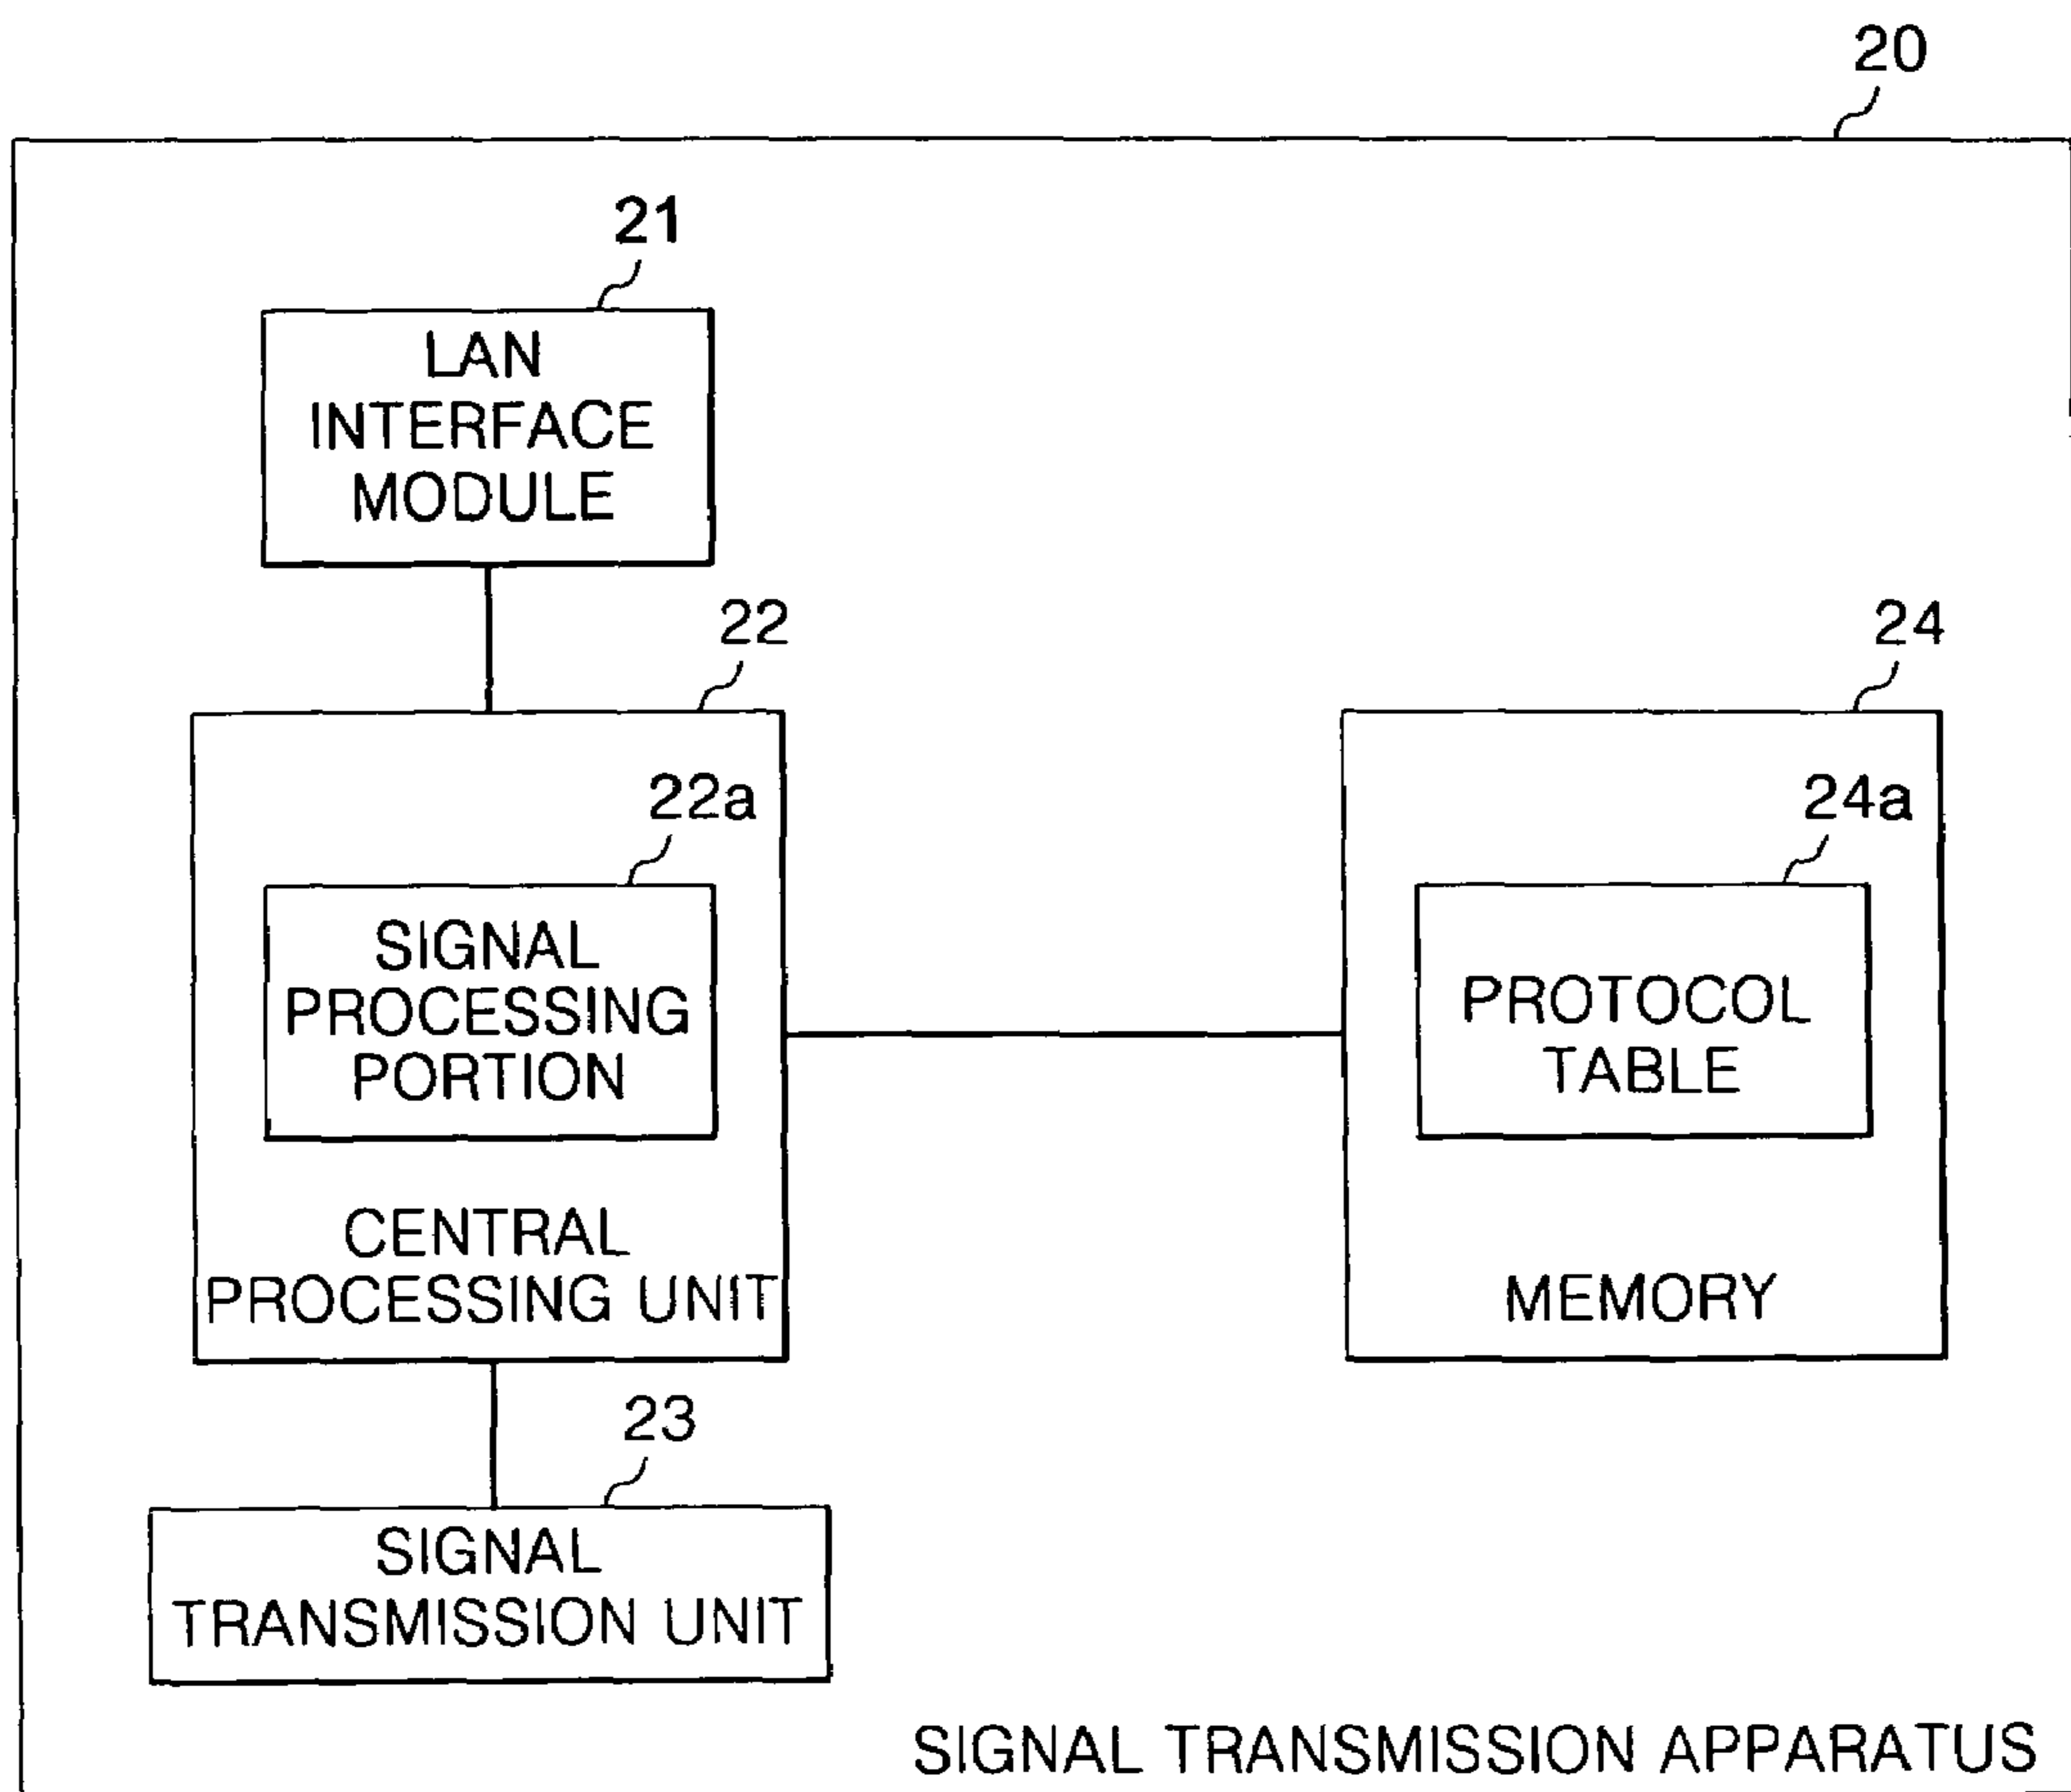 20
21
LAN
INTERFACE
MODULE
22
24
22a
24a
SIGNAL
PROCESSING
PORTION
PROTOCOL
TABLE
CENTRAL
PROCESSING UNIT
MEMORY
23
SIGNAL
TRANSMISSION UNIT
SIGNAL TRANSMISSION APPARATUS